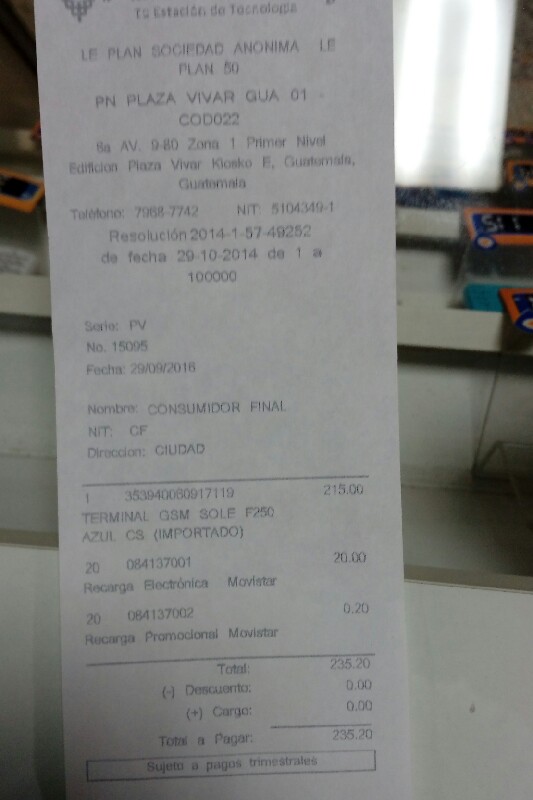 tu Estación de Tecnología
LE PLAN SOCIEDAD ANONIMA LE
PLAN 50
PN PLAZA VIVAR GUA 01 -
COD022
6a AV. 9-80 Zona 1 Primer Nivel
Edificion Plaza Vivar Kiosko E, Guatemala,
Guatemala
Teléfono: 7968-7742 NIT: 5104349-1
Resolución 2014-1-57-49252
de fecha 29-10-2014 de 1 a
100000
Serie: PV
No. 15095
Fecha: 29/09/2016
Nombre: CONSUMIDOR FINAL
NIT: CF
Direccion: CIUDAD
1 353940080917119 215.00
TERMINAL GSM SOLE F250
AZUL CS (IMPORTADO)
20 084137001 20.00
Recarga Electrónica Movistar
20 084137002 0.20
Recarga Promocional Movistar
Total: 235.20
(-) Descuento: 0.00
(+) Cargo: 0.00
Total a Pagar: 235.20
Sujeto a pagos trimestrales